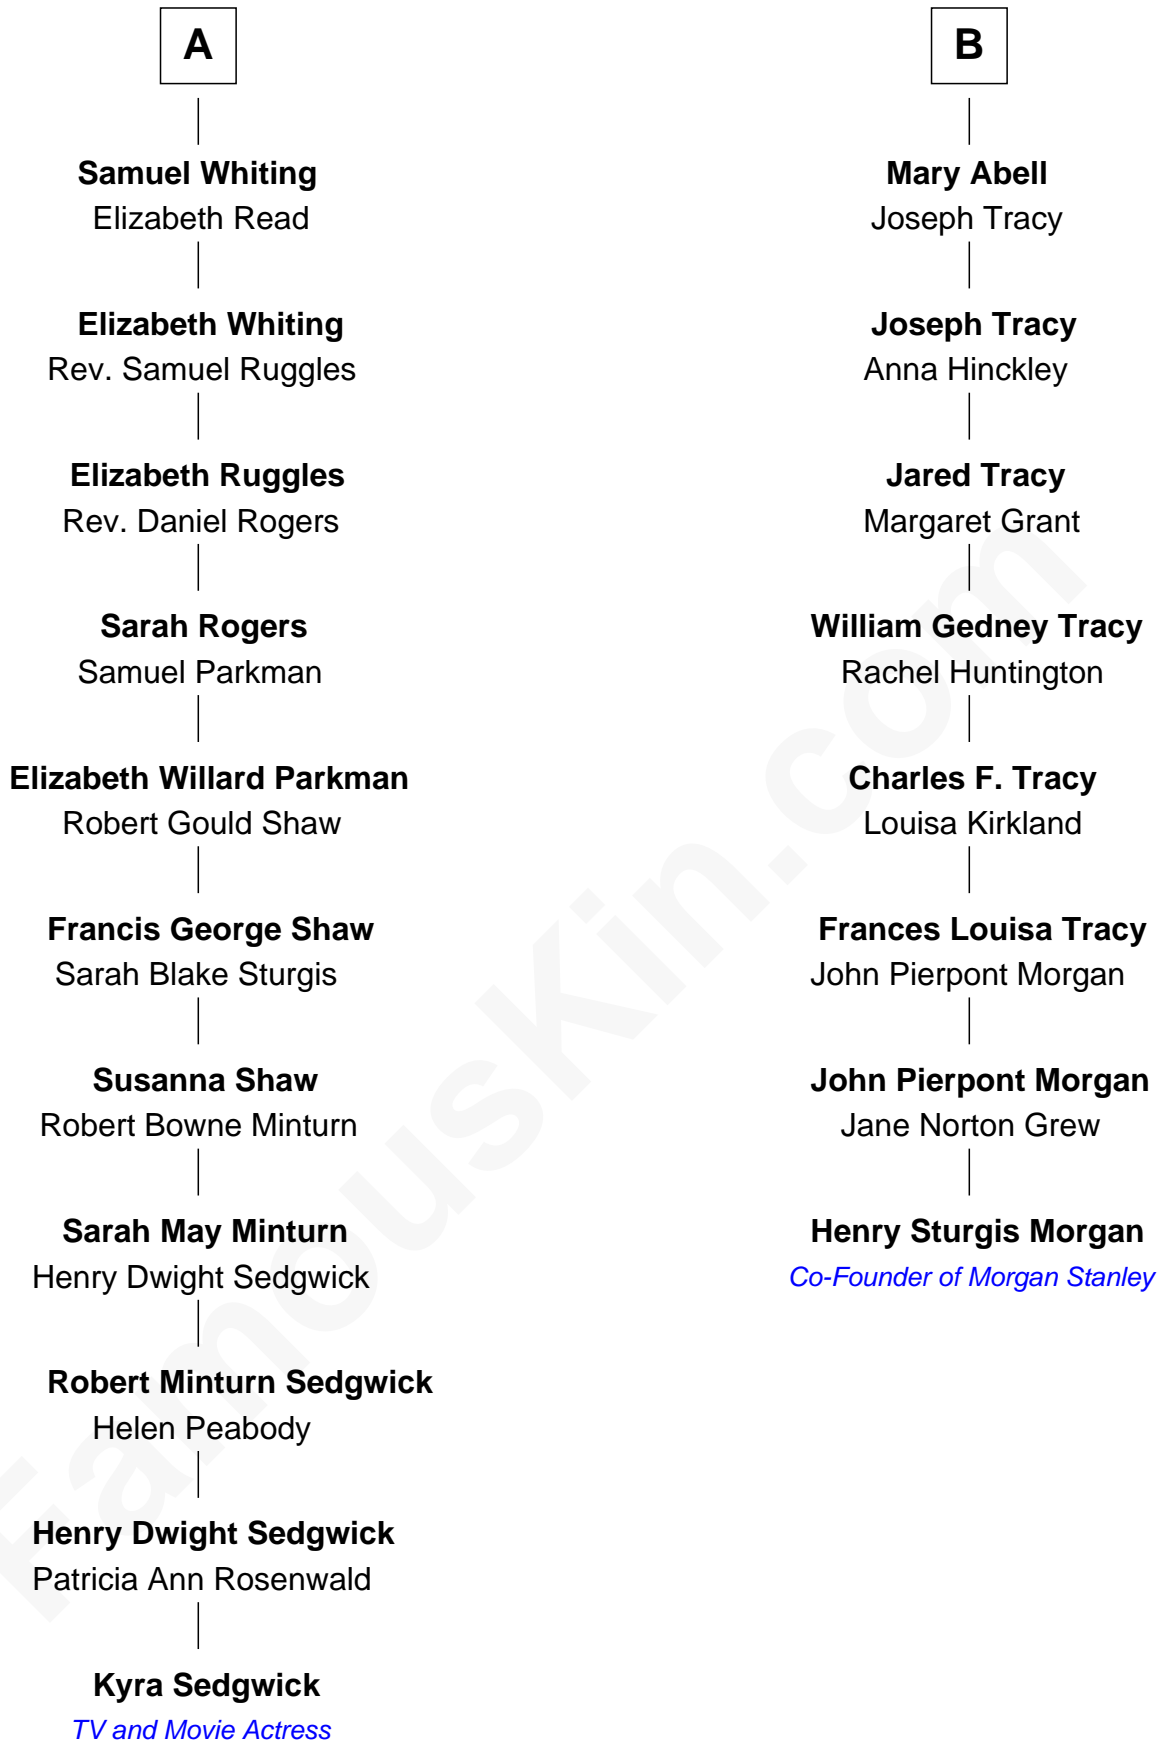 A
Samuel Whiting
Elizabeth Read
Elizabeth Whiting
Rev. Samuel Ruggles
Elizabeth Ruggles
Rev. Daniel Rogers
Sarah Rogers
Samuel Parkman
Elizabeth Willard Parkman
Robert Gould Shaw
Francis George Shaw
Sarah Blake Sturgis
Susanna Shaw
Robert Bowne Minturn
Sarah May Minturn
Henry Dwight Sedgwick
Robert Minturn Sedgwick
Helen Peabody
Henry Dwight Sedgwick
Patricia Ann Rosenwald
Kyra Sedgwick
TV and Movie Actress
B
Mary Abell
Joseph Tracy
Joseph Tracy
Anna Hinckley
Jared Tracy
Margaret Grant
William Gedney Tracy
Rachel Huntington
Charles F. Tracy
Louisa Kirkland
Frances Louisa Tracy
John Pierpont Morgan
John Pierpont Morgan
Jane Norton Grew
Henry Sturgis Morgan
Co-Founder of Morgan Stanley
FamousKin.com